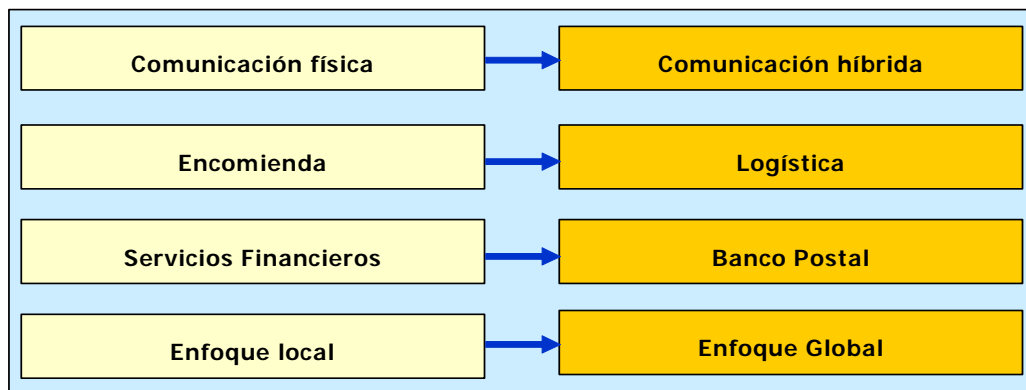 Comunicación física
Comunicación híbrida
Encomienda
Logística
Servicios Financieros
Banco Postal
Enfoque local
Enfoque Global